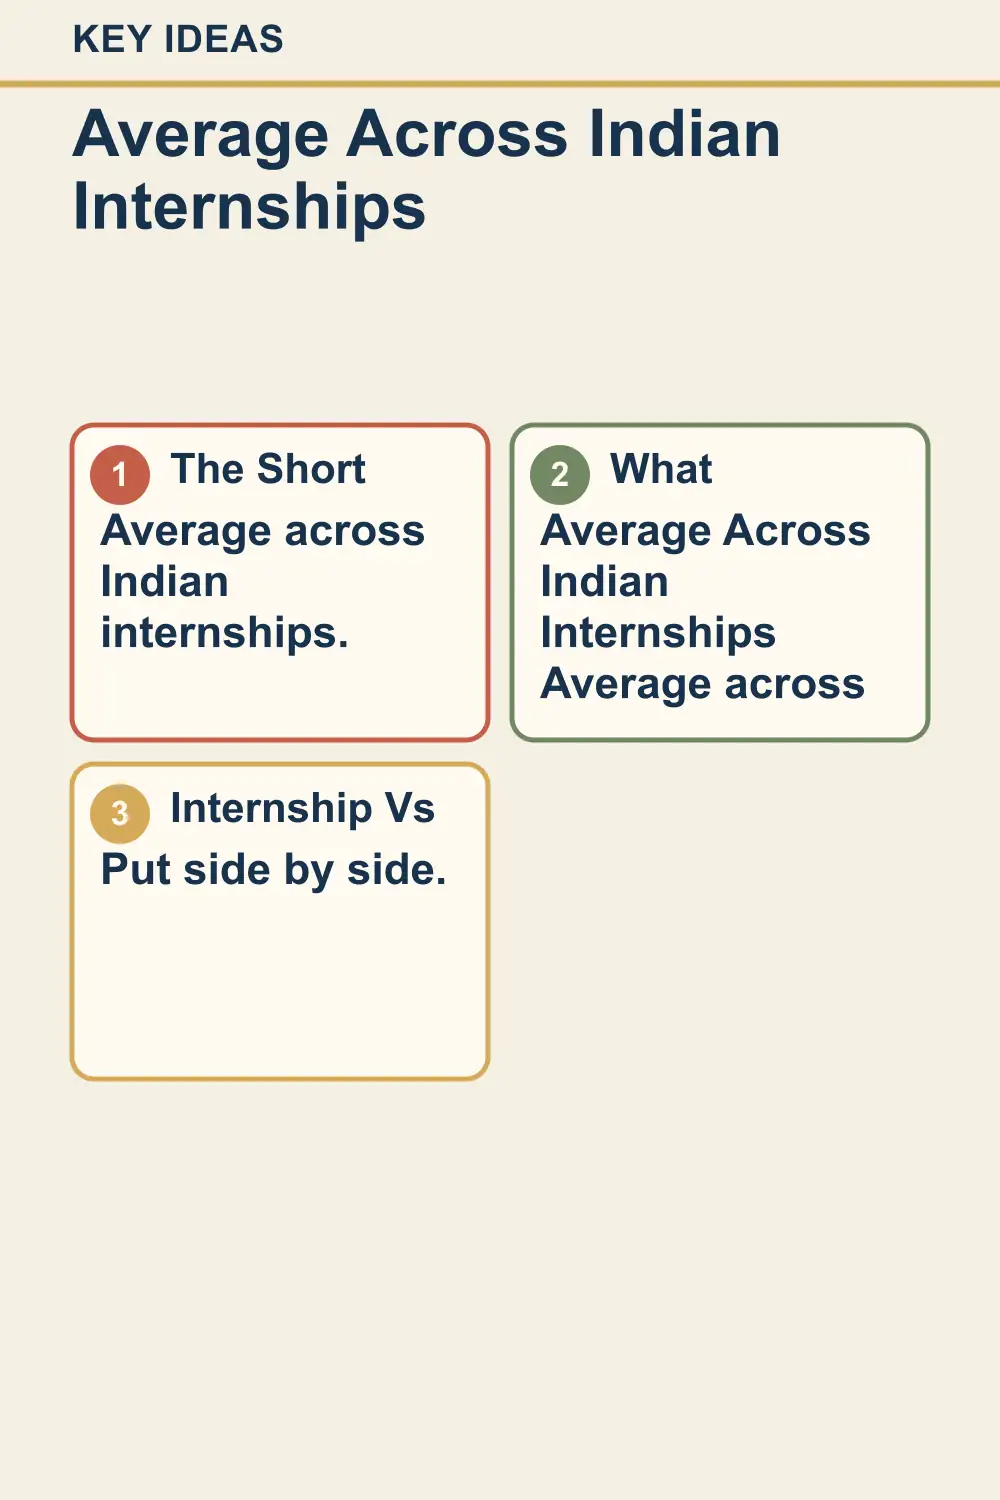 KEY IDEAS
Average Across Indian
Internships
1 The Short
Average across
Indian
internships.
2 What
Average Across
Indian
Internships
Average across
3 Internship Vs
Put side by side.